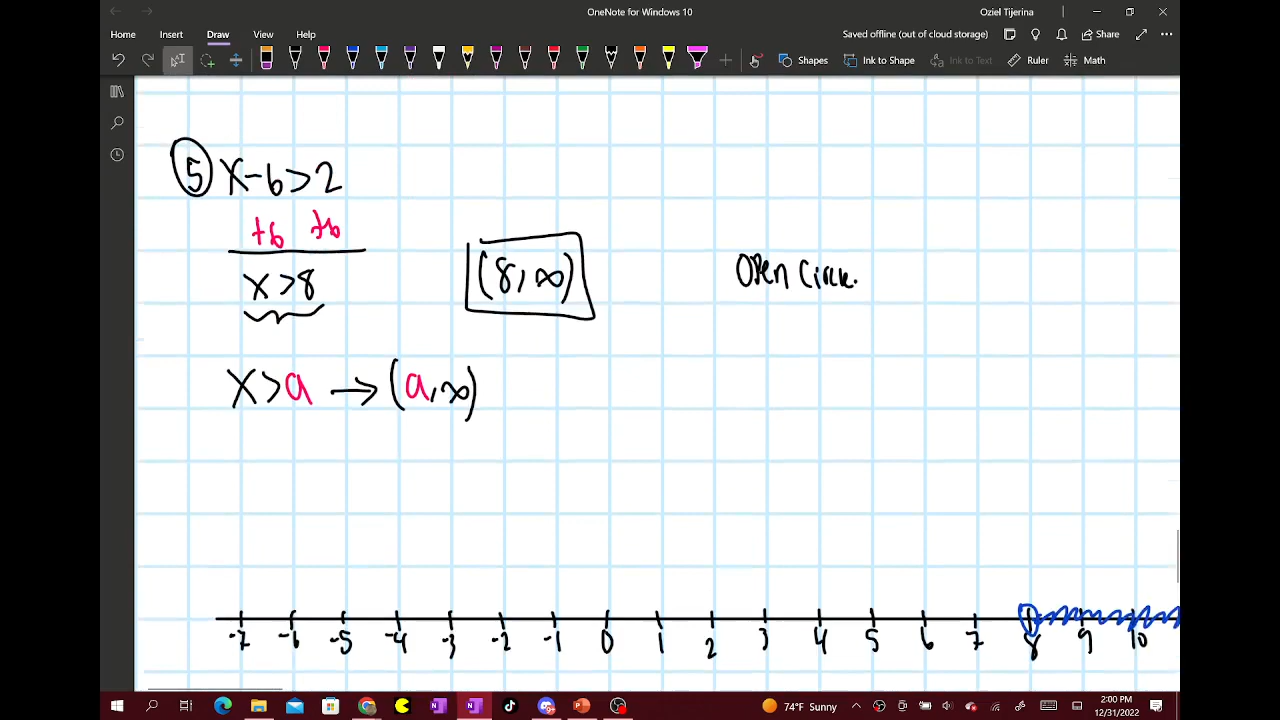 OneNote for Windows 10
Oziel Tijerina
Home Insert Draw View Help
Saved offline (out of cloud storage)
Share
Shapes
Ink to Shape
Ink to Text
Ruler
Math
5 x-6>2
+6 +6
x>8
(8,∞)
Open Circle.
x>a → (a,∞)
-7 -6 -5 -4 -3 -2 -1 0 1 2 3 4 5 6 7 8 9 10
74°F Sunny
2:00 PM
12/31/2022